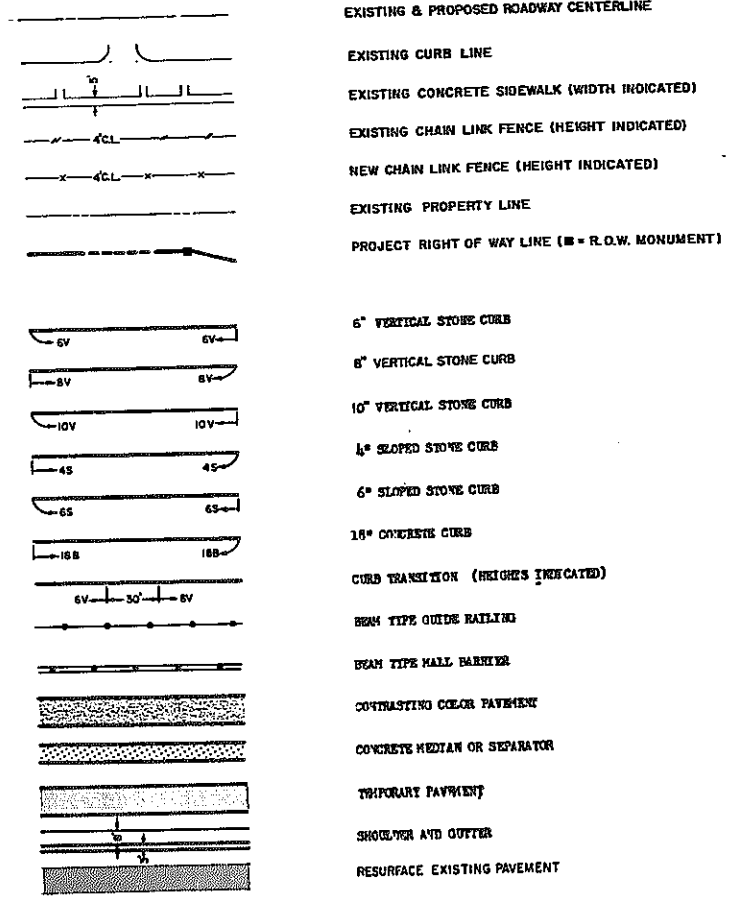 EXISTING & PROPOSED ROADWAY CENTERLINE
EXISTING CURB LINE
5'
EXISTING CONCRETE SIDEWALK (WIDTH INDICATED)
4'C.L. EXISTING CHAIN LINK FENCE (HEIGHT INDICATED)
x 4'C.L. x x NEW CHAIN LINK FENCE (HEIGHT INDICATED)
EXISTING PROPERTY LINE
PROJECT RIGHT OF WAY LINE (■ = R.O.W. MONUMENT)
6" VERTICAL STONE CURB
6V 6V
8" VERTICAL STONE CURB
8V 8V
10" VERTICAL STONE CURB
10V 10V
4" SLOPED STONE CURB
4S 4S
6" SLOPED STONE CURB
6S 6S
18" CONCRETE CURB
18B 18B
CURB TRANSITION (HEIGHTS INDICATED)
6V 30' 8V
BEAM TYPE GUIDE RAILING
BEAM TYPE MALL BARRIER
CONTRASTING COLOR PAVEMENT
CONCRETE MEDIAN OR SEPARATOR
TEMPORARY PAVEMENT
SHOULDER AND GUTTER
RESURFACE EXISTING PAVEMENT